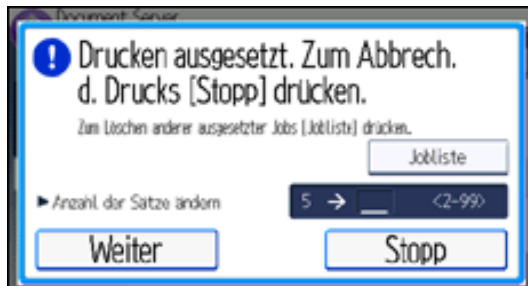 Document Server
Drucken ausgesetzt. Zum Abbrech.
d. Drucks [Stopp] drücken.
Zum Löschen anderer ausgesetzter Jobs [Jobliste] drücken.
Jobliste
►Anzahl der Sätze ändern 5 → __ <2-99>
Weiter Stopp